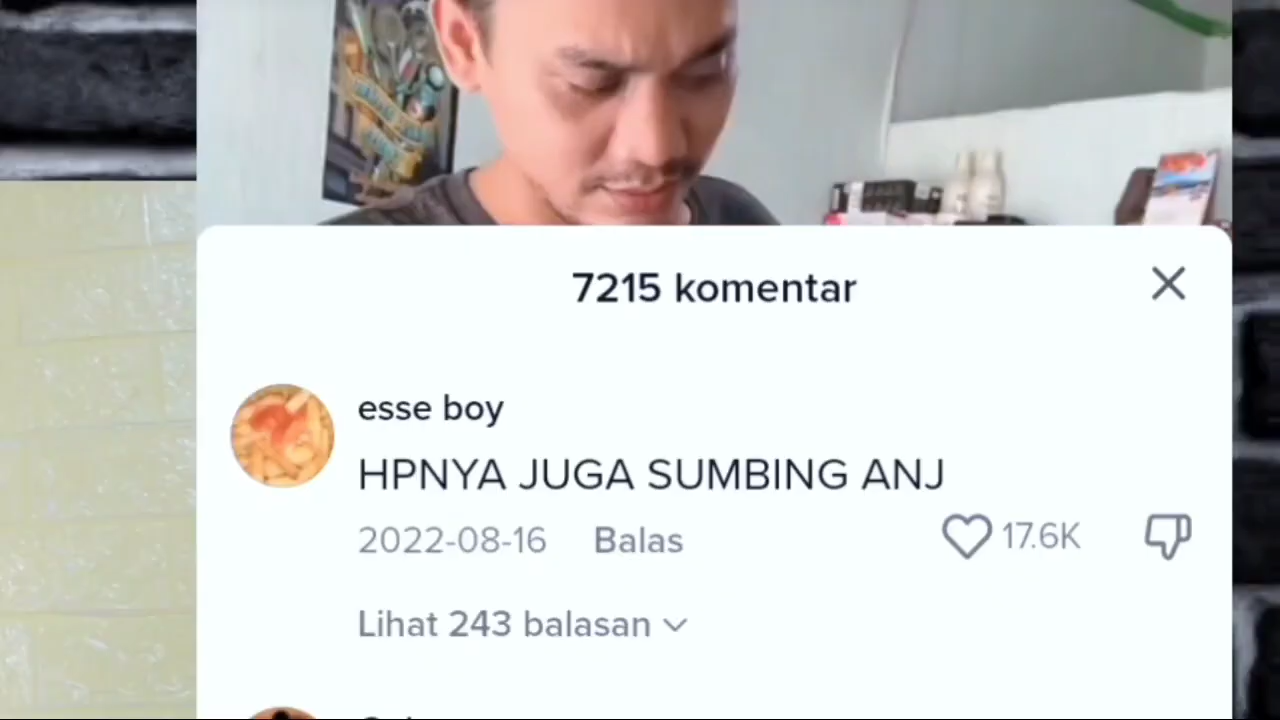 7215 komentar
esse boy
HPNYA JUGA SUMBING ANJ
2022-08-16 Balas
17.6K
Lihat 243 balasan